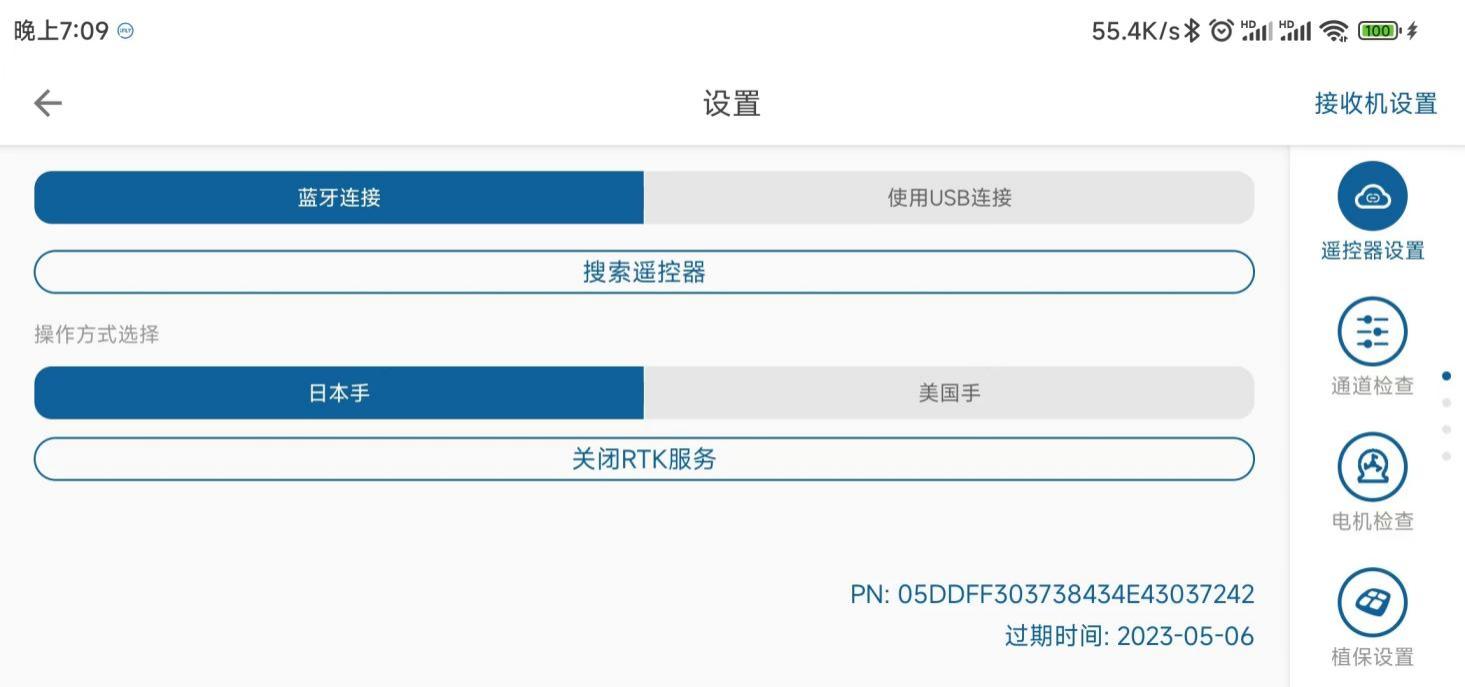 晚上7:09
55.4K/s HD HD 100
设置
接收机设置
蓝牙连接
使用USB连接
搜索遥控器
操作方式选择
日本手
美国手
关闭RTK服务
PN: 05DDFF303738434E43037242
过期时间: 2023-05-06
遥控器设置
通道检查
电机检查
植保设置